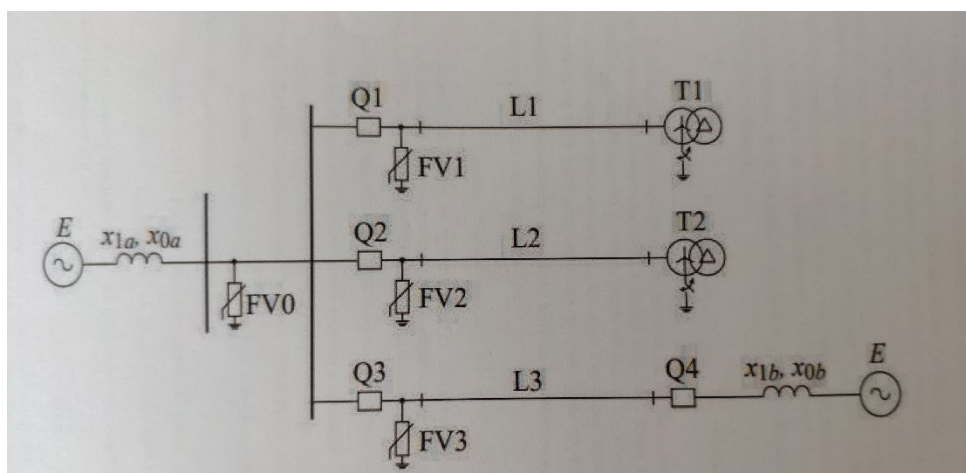 Q1
L1
T1
FV1
E
x1a, x0a
FV0
Q2
L2
T2
FV2
Q3
L3
Q4
x1b, x0b
E
FV3